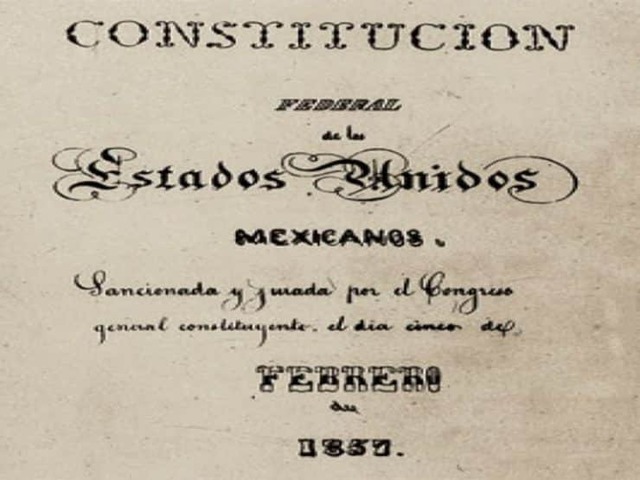 CONSTITUCION
FEDERAL
de los
Estados Unidos
MEXICANOS.
Sancionada y jurada por el Congreso
general constituyente, el dia cinco de
FEBRERO
de
1857.